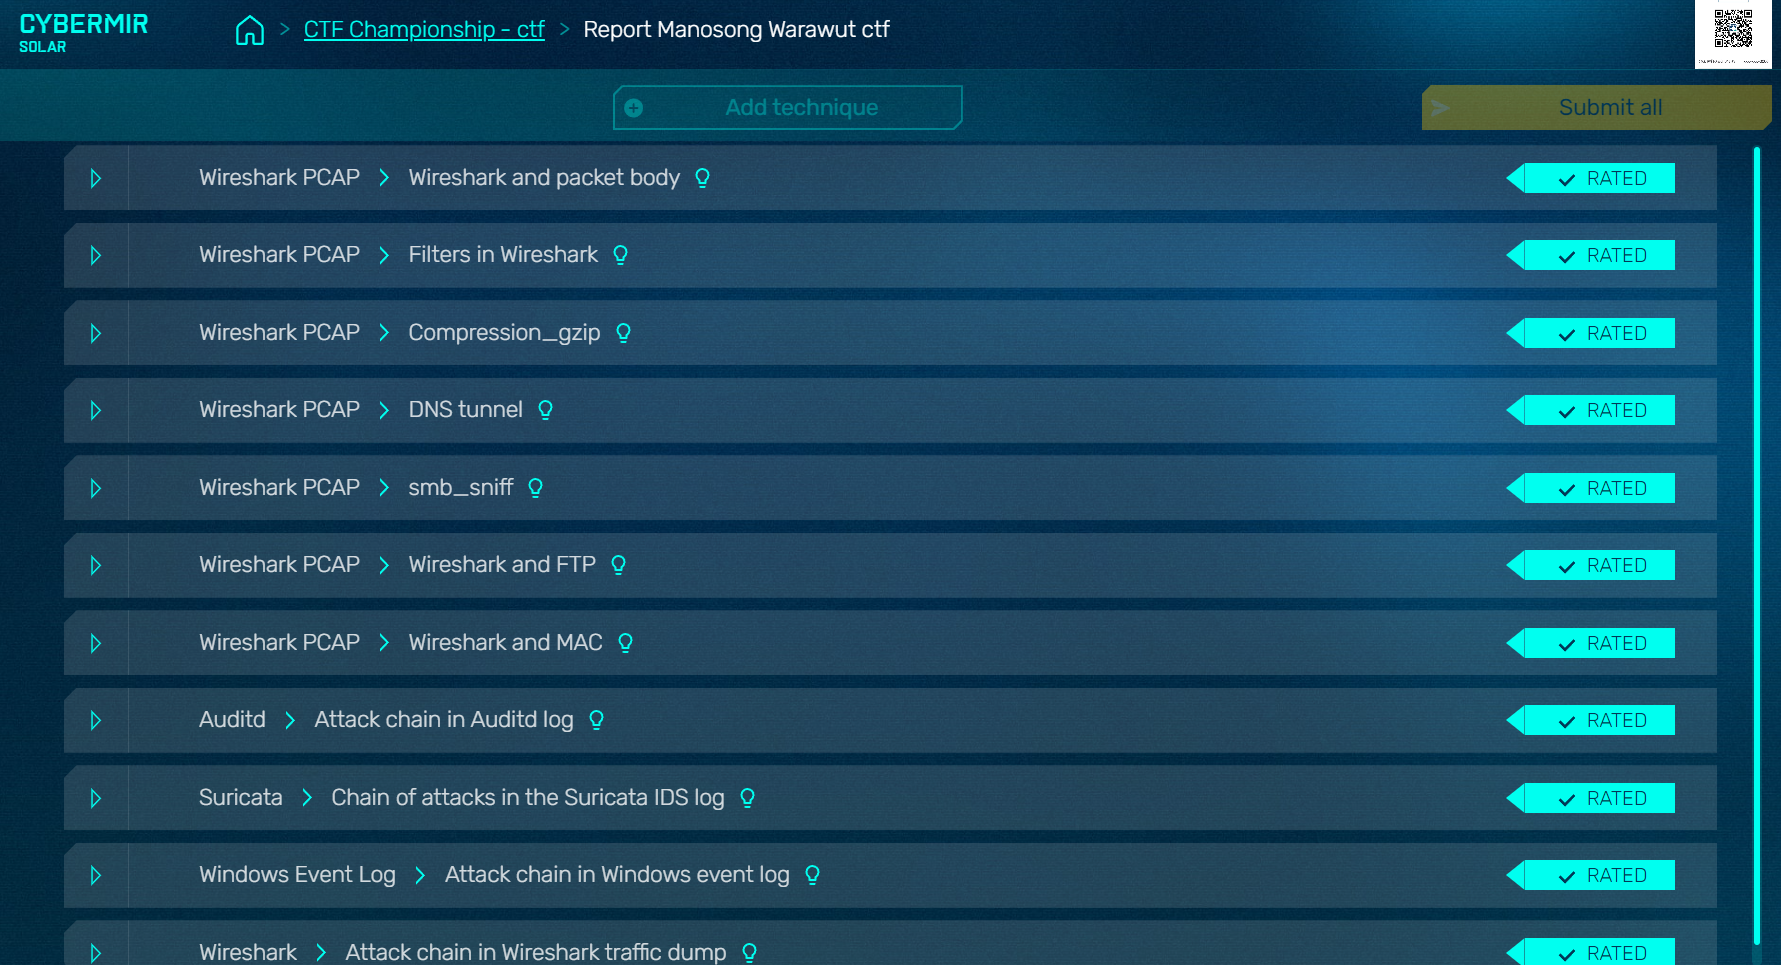 CYBERMIR
SOLAR
> CTF Championship - ctf > Report Manosong Warawut ctf
Add technique
Submit all
Wireshark PCAP > Wireshark and packet body
RATED
Wireshark PCAP > Filters in Wireshark
RATED
Wireshark PCAP > Compression_gzip
RATED
Wireshark PCAP > DNS tunnel
RATED
Wireshark PCAP > smb_sniff
RATED
Wireshark PCAP > Wireshark and FTP
RATED
Wireshark PCAP > Wireshark and MAC
RATED
Auditd > Attack chain in Auditd log
RATED
Suricata > Chain of attacks in the Suricata IDS log
RATED
Windows Event Log > Attack chain in Windows event log
RATED
Wireshark > Attack chain in Wireshark traffic dump
RATED